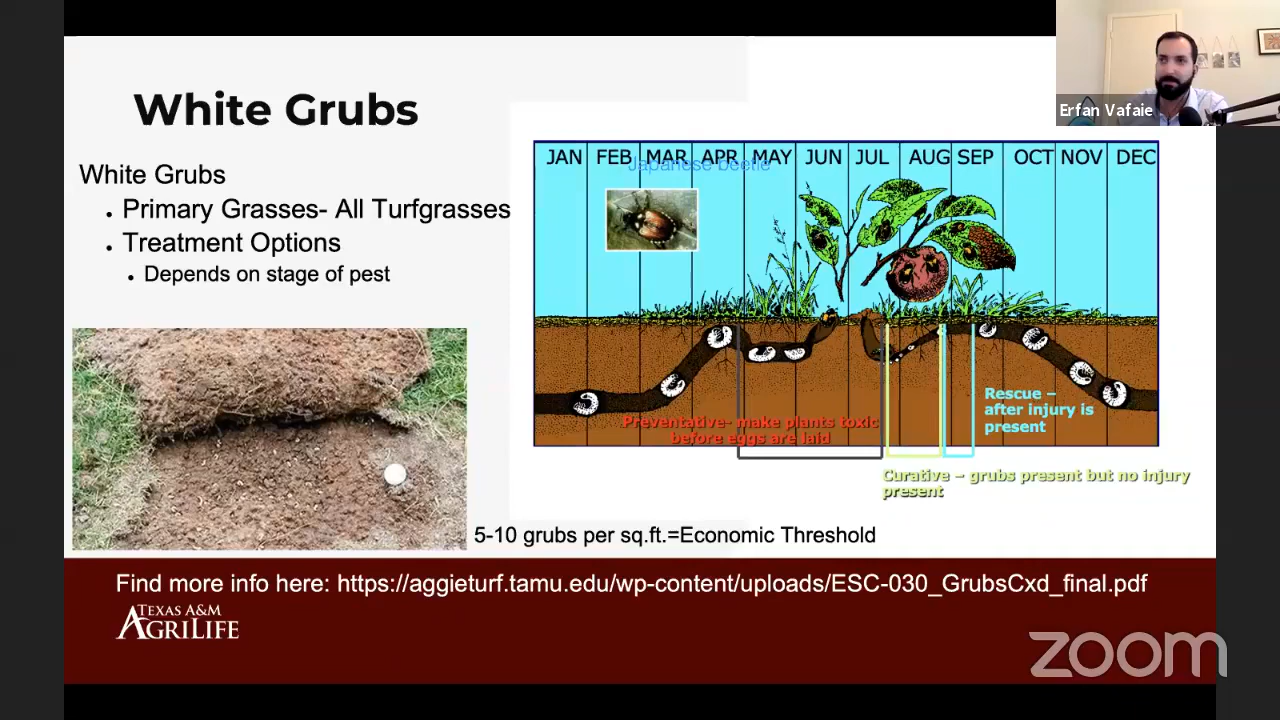 White Grubs
Erfan Vafaie
White Grubs
• Primary Grasses- All Turfgrasses
• Treatment Options
• Depends on stage of pest
JAN FEB MAR APR MAY JUN JUL AUG SEP OCT NOV DEC
Japanese beetle
Preventative- make plants toxic
before eggs are laid
Rescue –
after injury is
present
Curative – grubs present but no injury
present
5-10 grubs per sq.ft.=Economic Threshold
Find more info here: https://aggieturf.tamu.edu/wp-content/uploads/ESC-030_GrubsCxd_final.pdf
TEXAS A&M
AGRILIFE
zoom